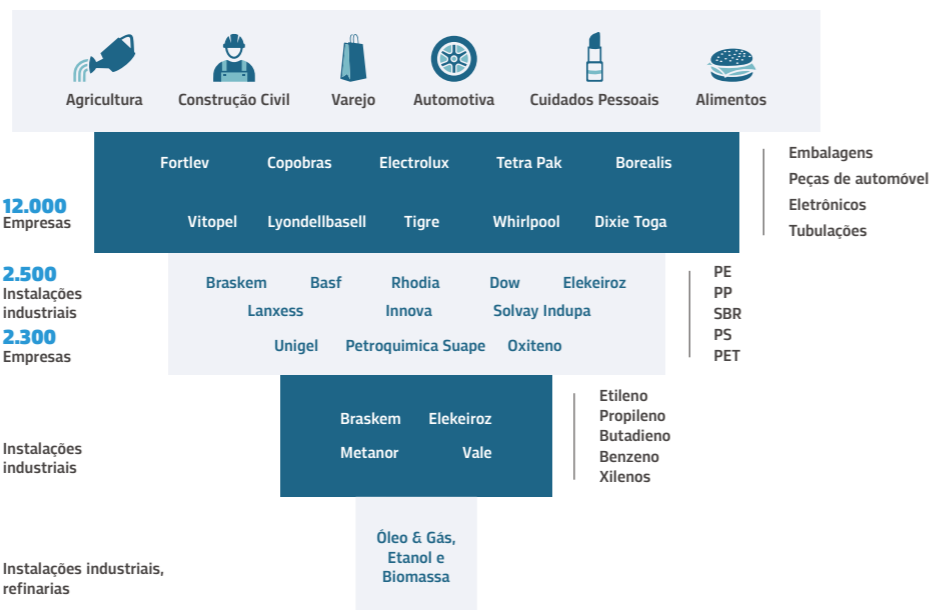 Agricultura Construção Civil Varejo Automotiva Cuidados Pessoais Alimentos
Fortlev Copobras Electrolux Tetra Pak Borealis
Vitopel Lyondellbasell Tigre Whirlpool Dixie Toga
12.000
Empresas
Embalagens
Peças de automóvel
Eletrônicos
Tubulações
2.500
Instalações
industriais
2.300
Empresas
Braskem Basf Rhodia Dow Elekeiroz
Lanxess Innova Solvay Indupa
Unigel Petroquimica Suape Oxiteno
PE
PP
SBR
PS
PET
Instalações
industriais
Braskem Elekeiroz
Metanor Vale
Etileno
Propileno
Butadieno
Benzeno
Xilenos
Instalações industriais,
refinarias
Óleo & Gás,
Etanol e
Biomassa